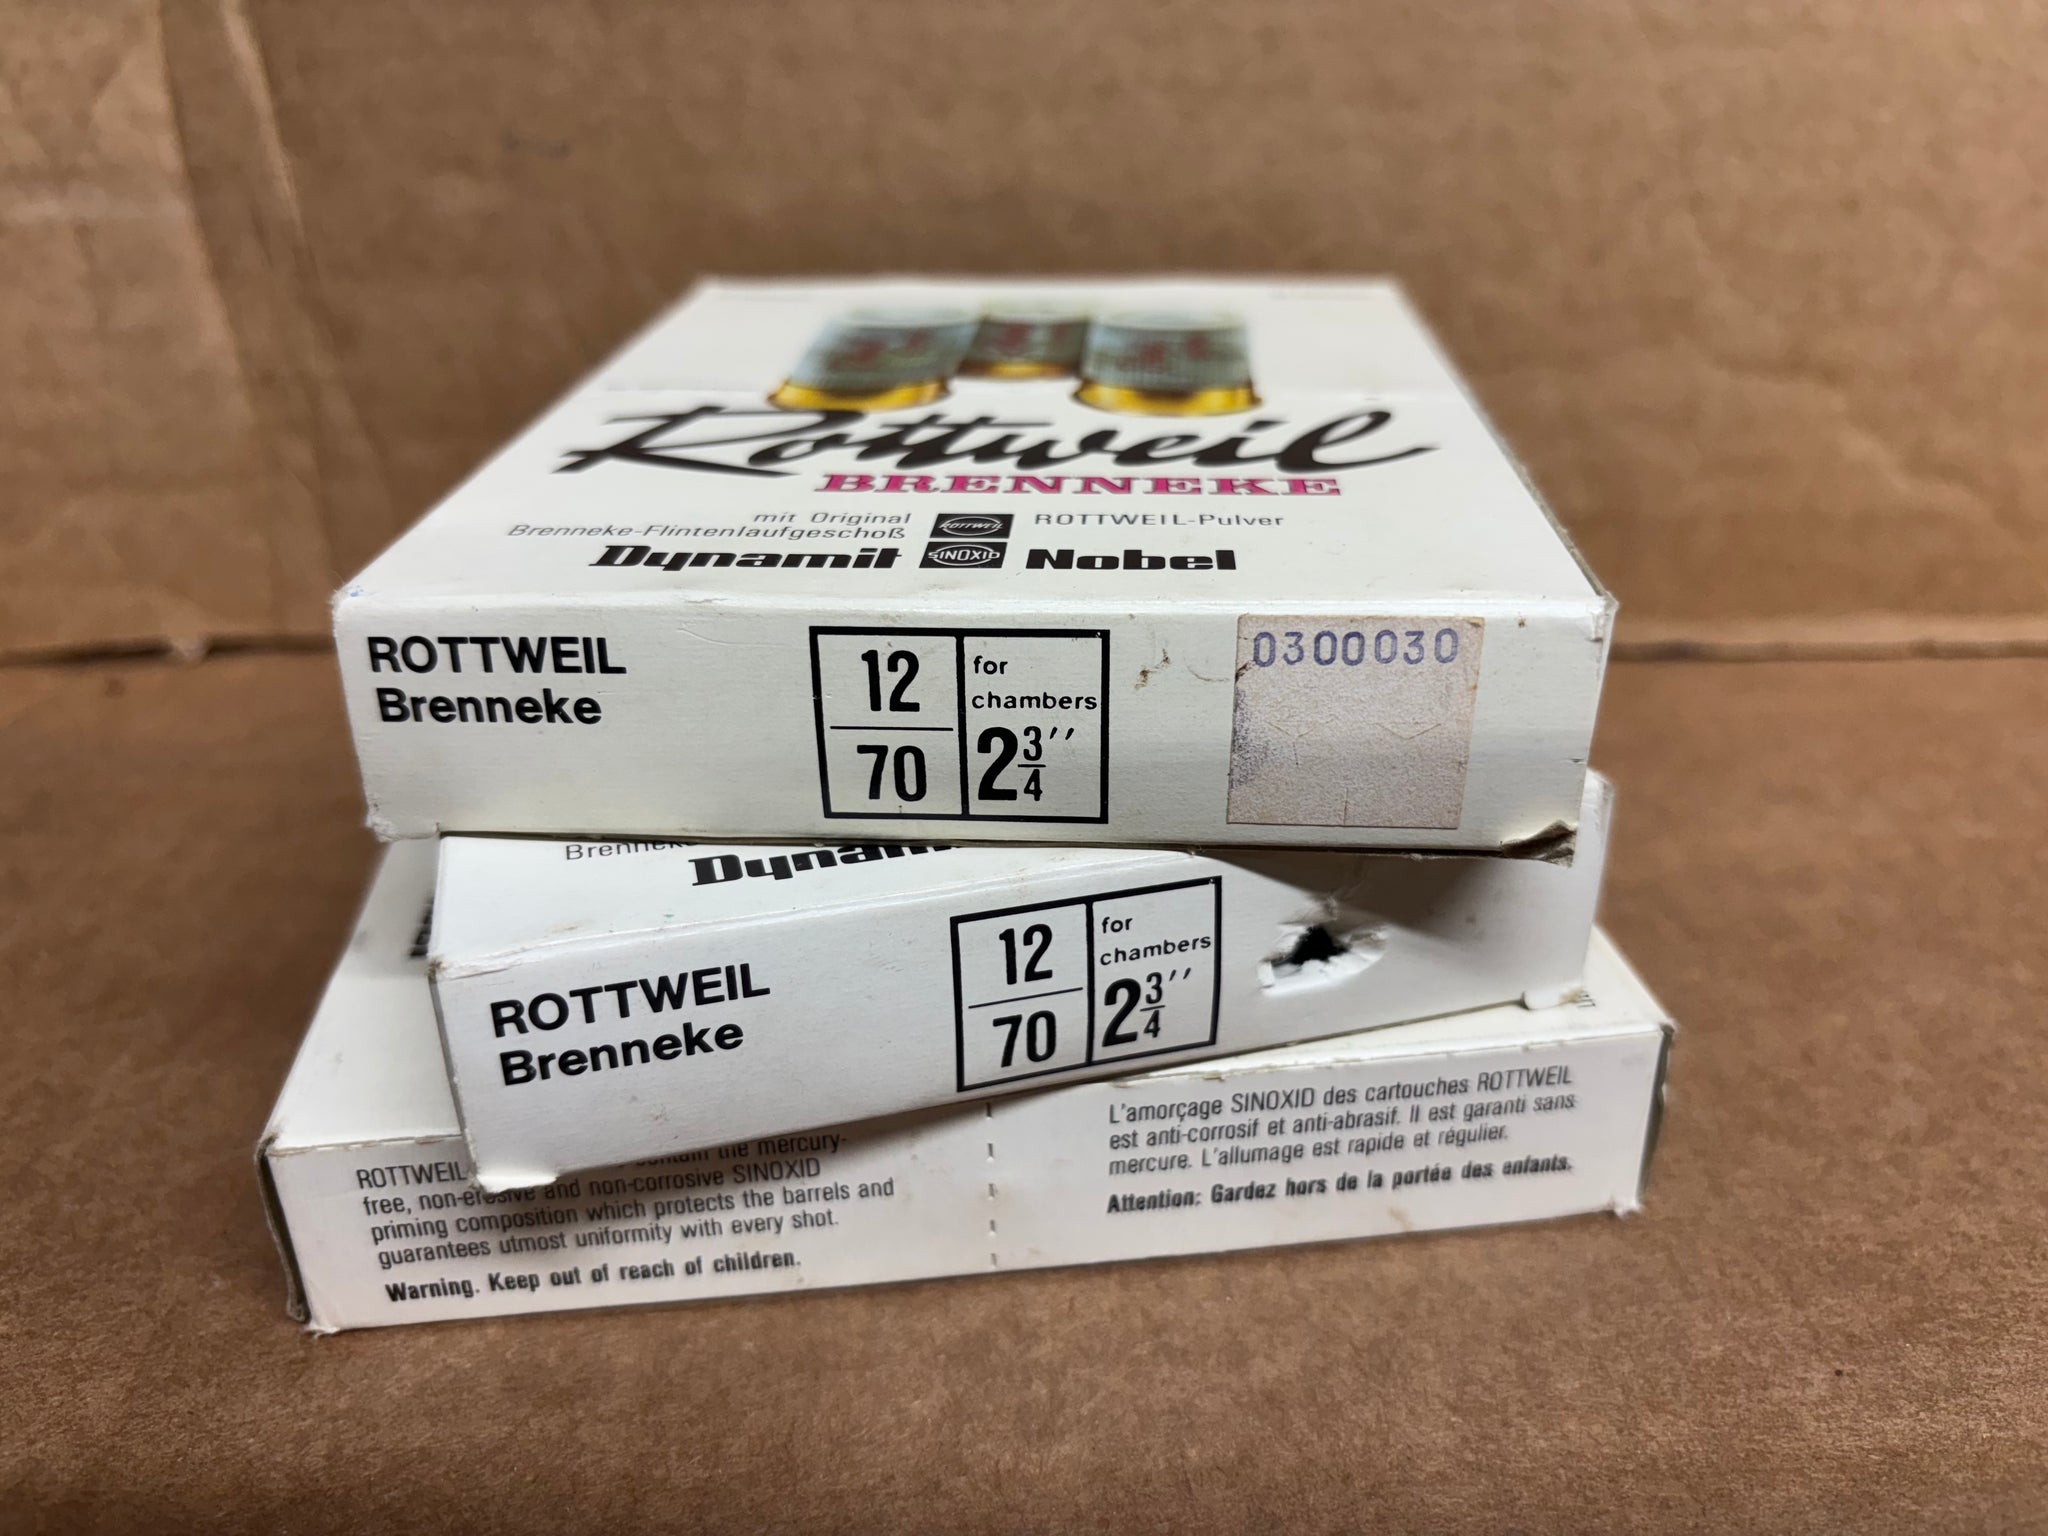 Rottweil
BRENNEKE
mit Original
Brenneke-Flintenlaufgeschoß
ROTTWEIL
SINOXID
ROTTWEIL-Pulver
Dynamit Nobel
ROTTWEIL
Brenneke
12
70
for
chambers
2 3/4''
0300030
Dynam
ROTTWEIL
Brenneke
12
70
for
chambers
2 3/4''
ROTTWEIL the mercury-
free, non-erosive and non-corrosive SINOXID
priming composition which protects the barrels and
guarantees utmost uniformity with every shot.
Warning. Keep out of reach of children.
L'amorçage SINOXID des cartouches ROTTWEIL
est anti-corrosif et anti-abrasif. Il est garanti sans
mercure. L'allumage est rapide et régulier.
Attention: Gardez hors de la portée des enfants.